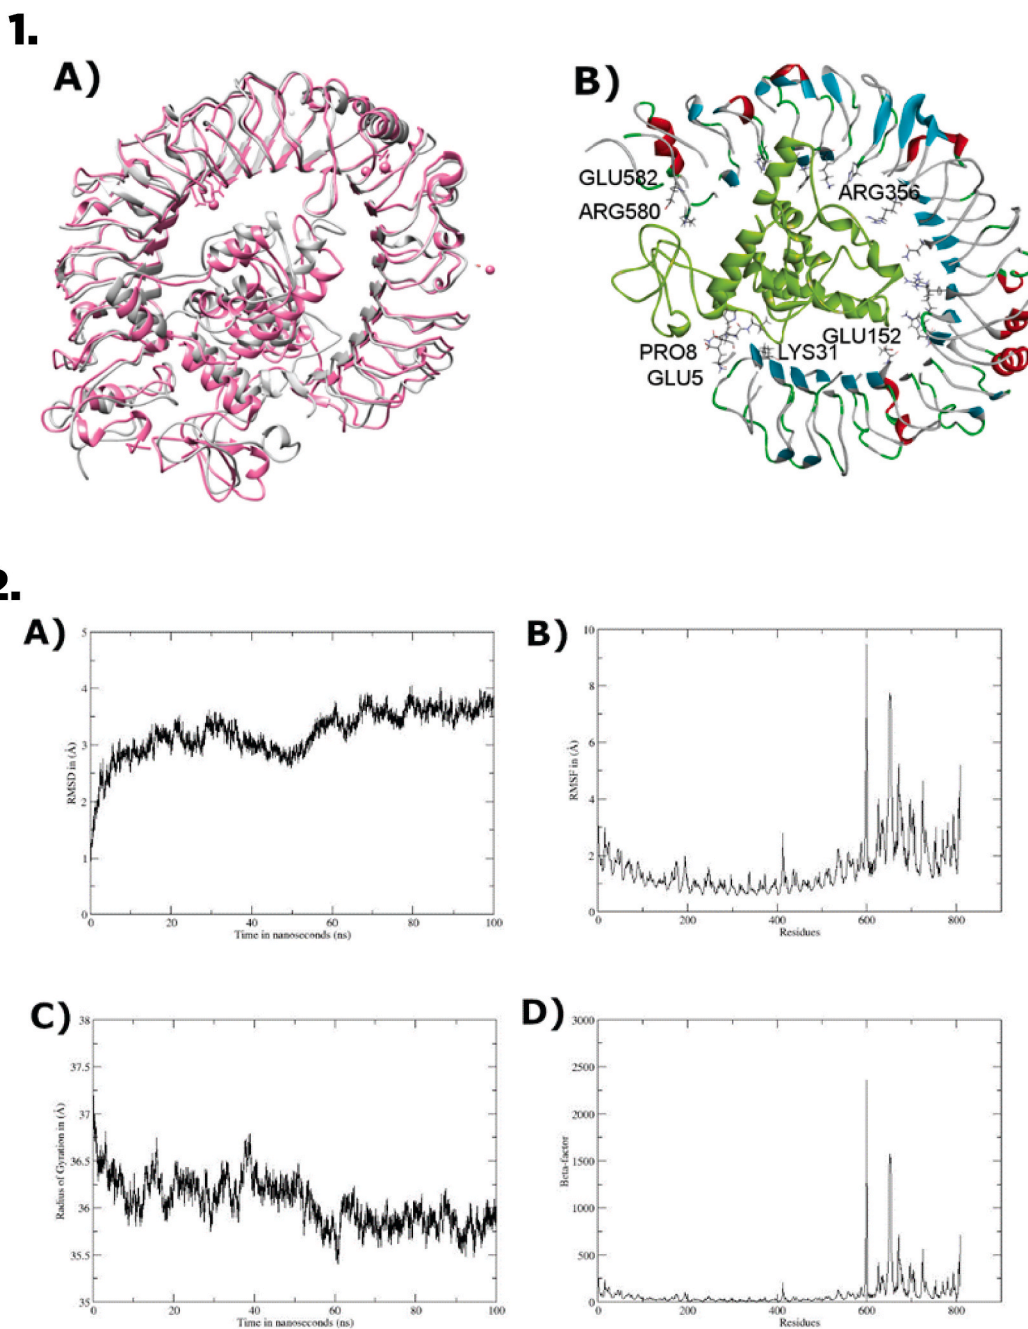 1.
A)
B)
GLU582
ARG580
ARG356
PRO8
GLU5
LYS31
GLU152
2.
A)
RMSD in (Å)
5
4
3
2
1
0
0 20 40 60 80 100
Time in nanoseconds (ns)
B)
RMSF in (Å)
10
8
6
4
2
0
0 200 400 600 800
Residues
C)
Radius of Gyration in (Å)
38
37.5
37
36.5
36
35.5
35
0 20 40 60 80 100
Time in nanoseconds (ns)
D)
Beta-factor
3000
2500
2000
1500
1000
500
0
0 200 400 600 800
Residues